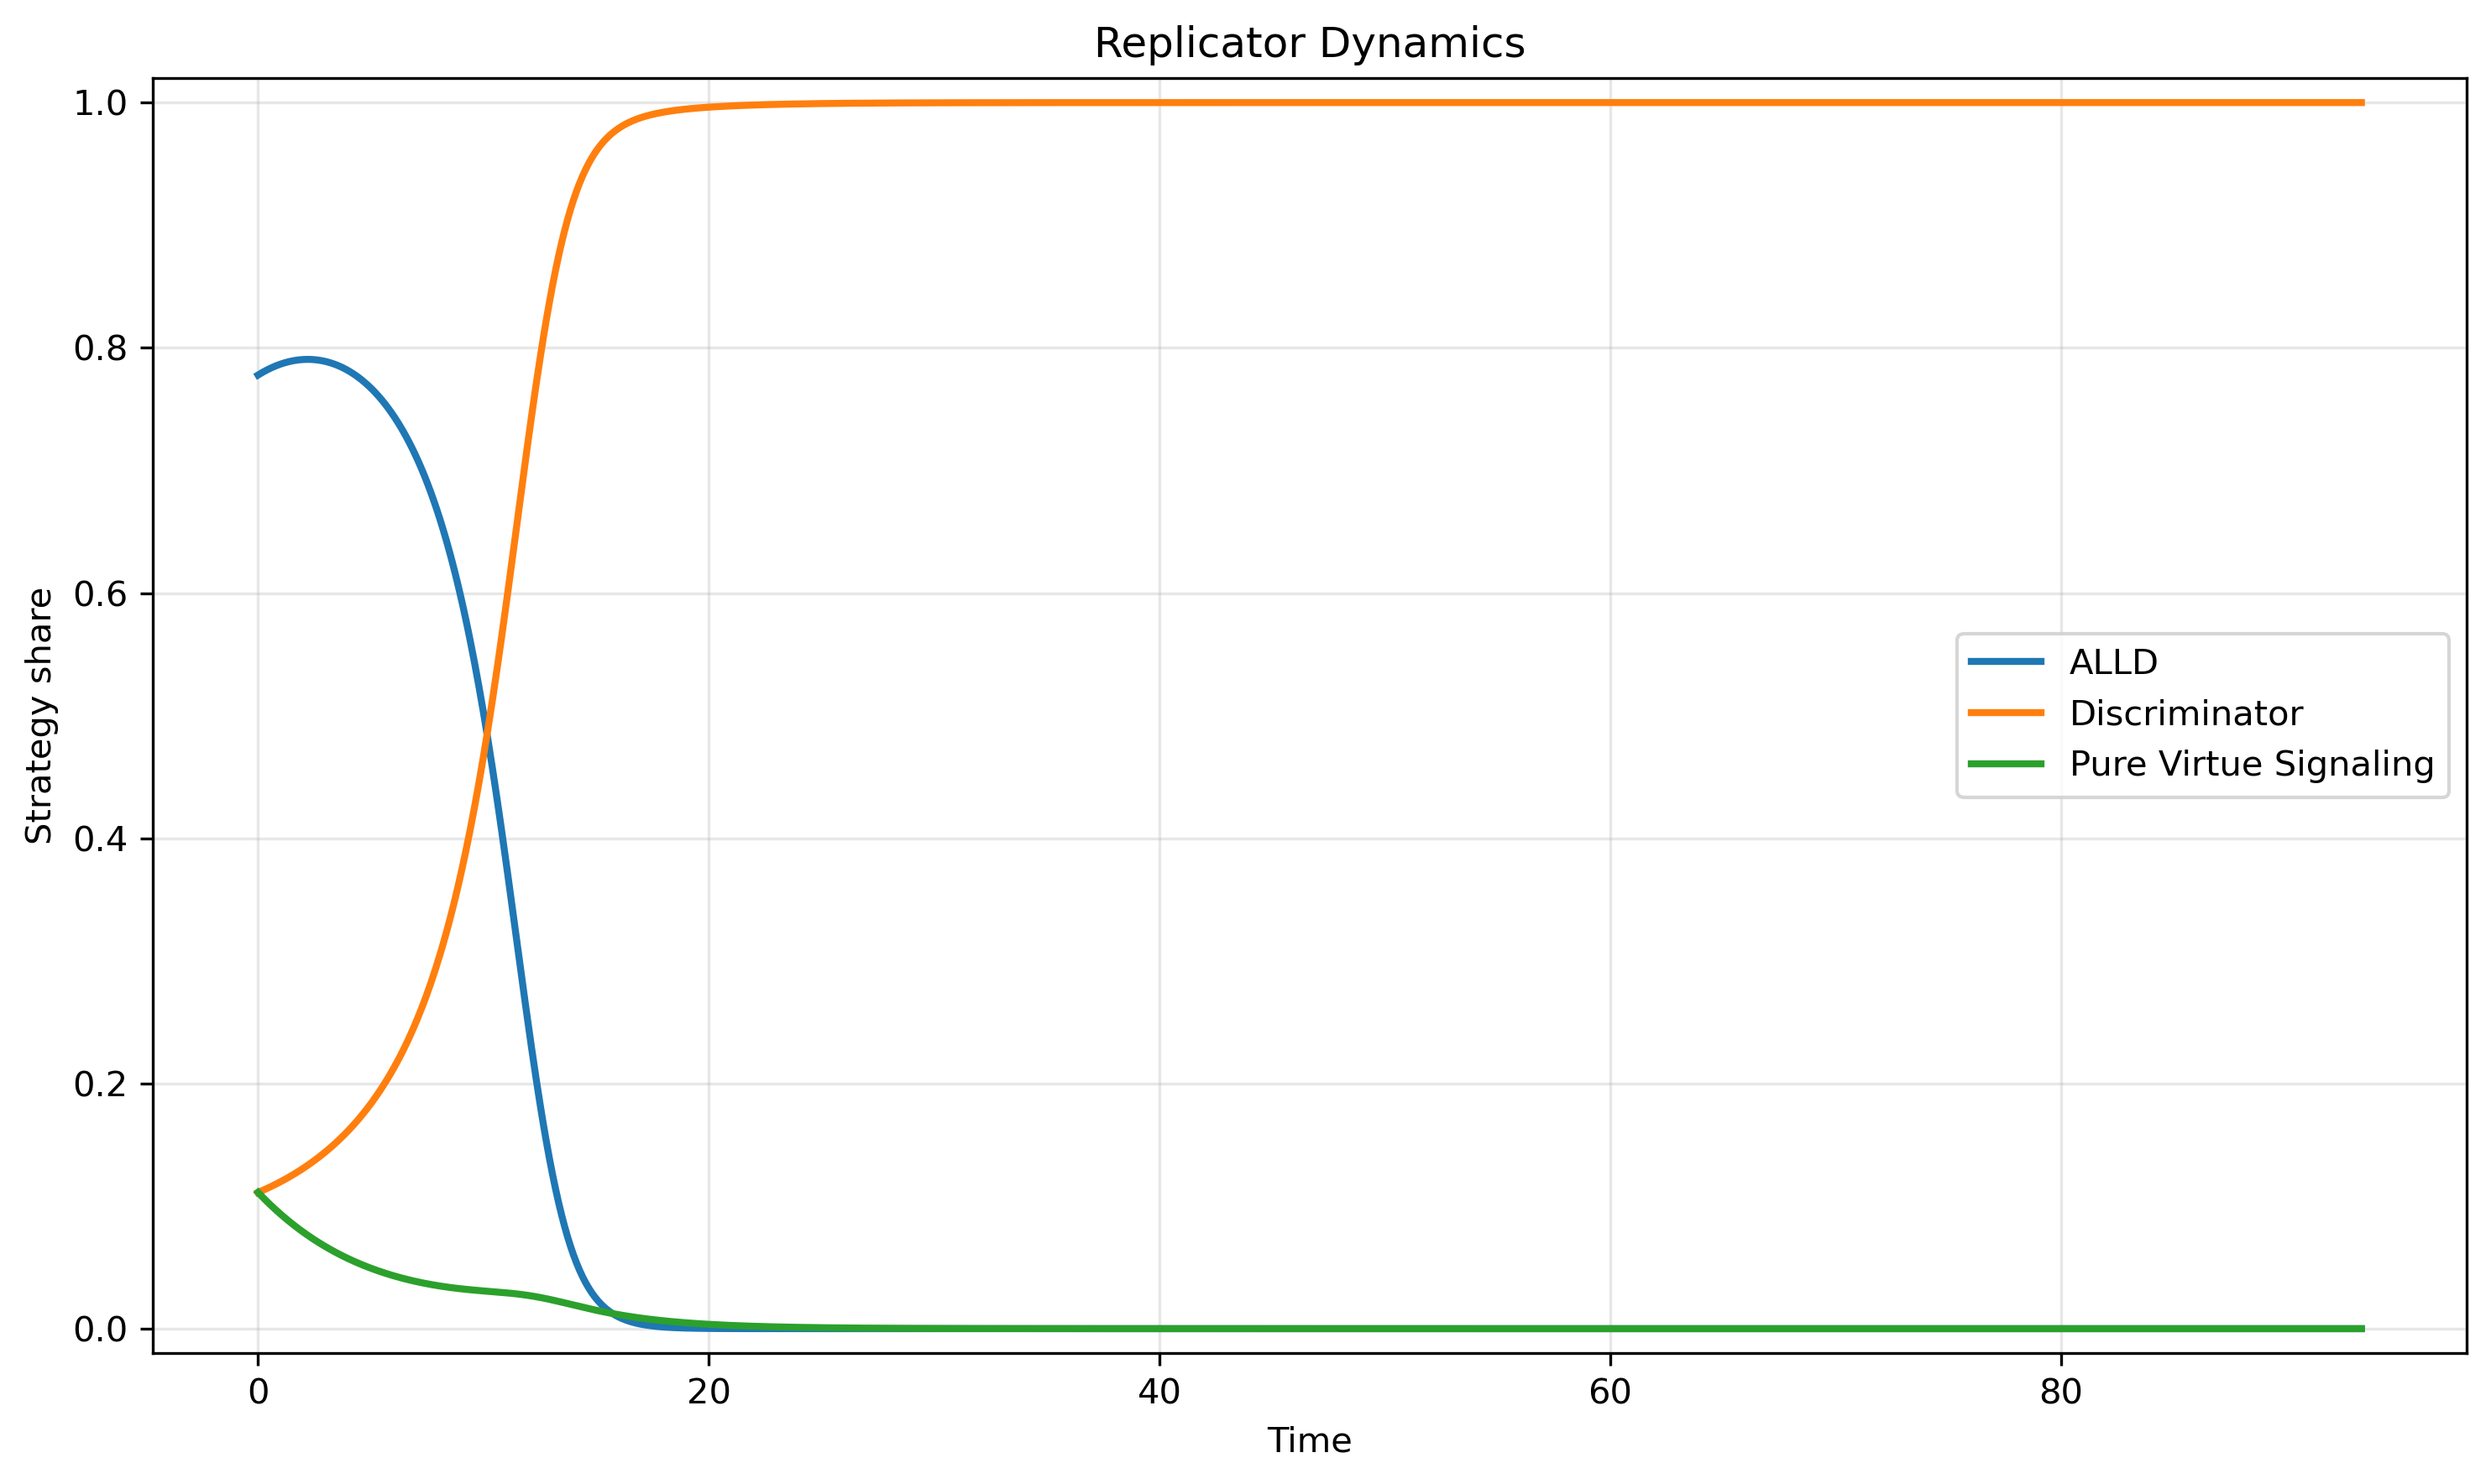 Replicator Dynamics
1.0
0.8
0.6
0.4
0.2
0.0
Strategy share
ALLD
Discriminator
Pure Virtue Signaling
0
20
40
60
80
Time